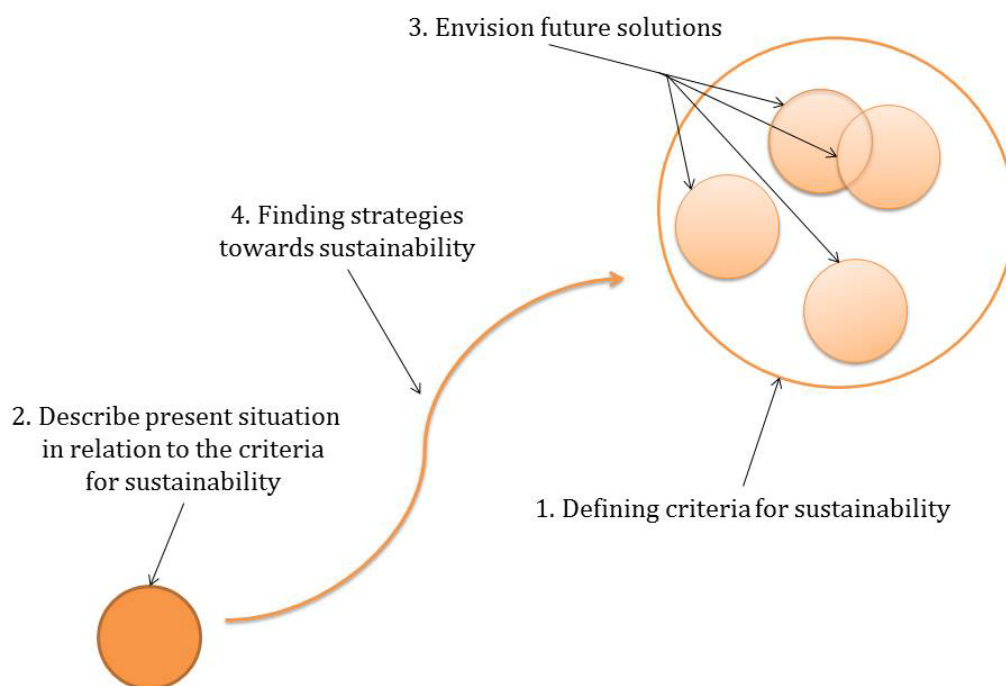 3. Envision future solutions
4. Finding strategies
towards sustainability
2. Describe present situation
in relation to the criteria
for sustainability
1. Defining criteria for sustainability